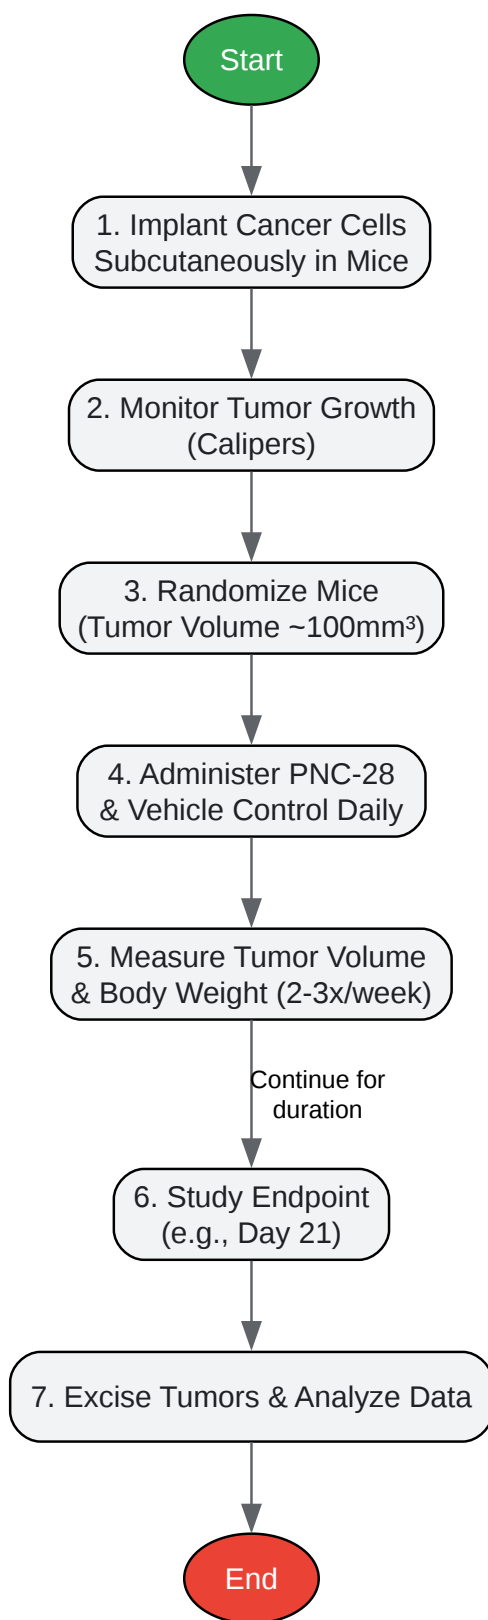 Start
1. Implant Cancer Cells
Subcutaneously in Mice
2. Monitor Tumor Growth
(Calipers)
3. Randomize Mice
(Tumor Volume ~100mm³)
4. Administer PNC-28
& Vehicle Control Daily
5. Measure Tumor Volume
& Body Weight (2-3x/week)
Continue for
duration
6. Study Endpoint
(e.g., Day 21)
7. Excise Tumors & Analyze Data
End